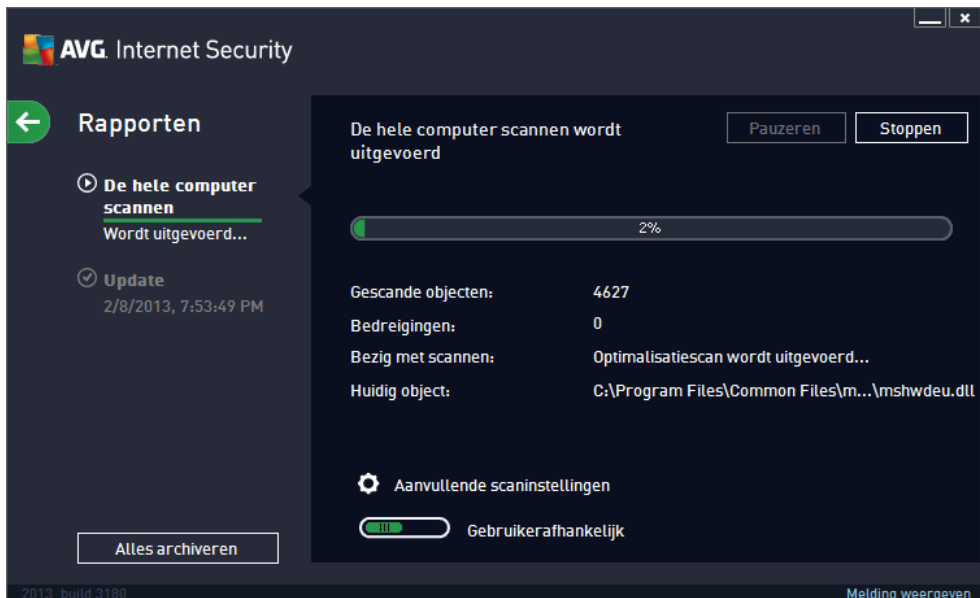 AVG. Internet Security
Rapporten
De hele computer
scannen
Wordt uitgevoerd...
Update
2/8/2013, 7:53:49 PM
Alles archiveren
De hele computer scannen wordt
uitgevoerd
Pauzeren
Stoppen
2%
Gescande objecten: 4627
Bedreigingen: 0
Bezig met scannen: Optimalisatiescan wordt uitgevoerd...
Huidig object: C:\Program Files\Common Files\m...\mshwdeu.dll
Aanvullende scaninstellingen
Gebruikerafhankelijk
2013 build 3180
Melding weergeven